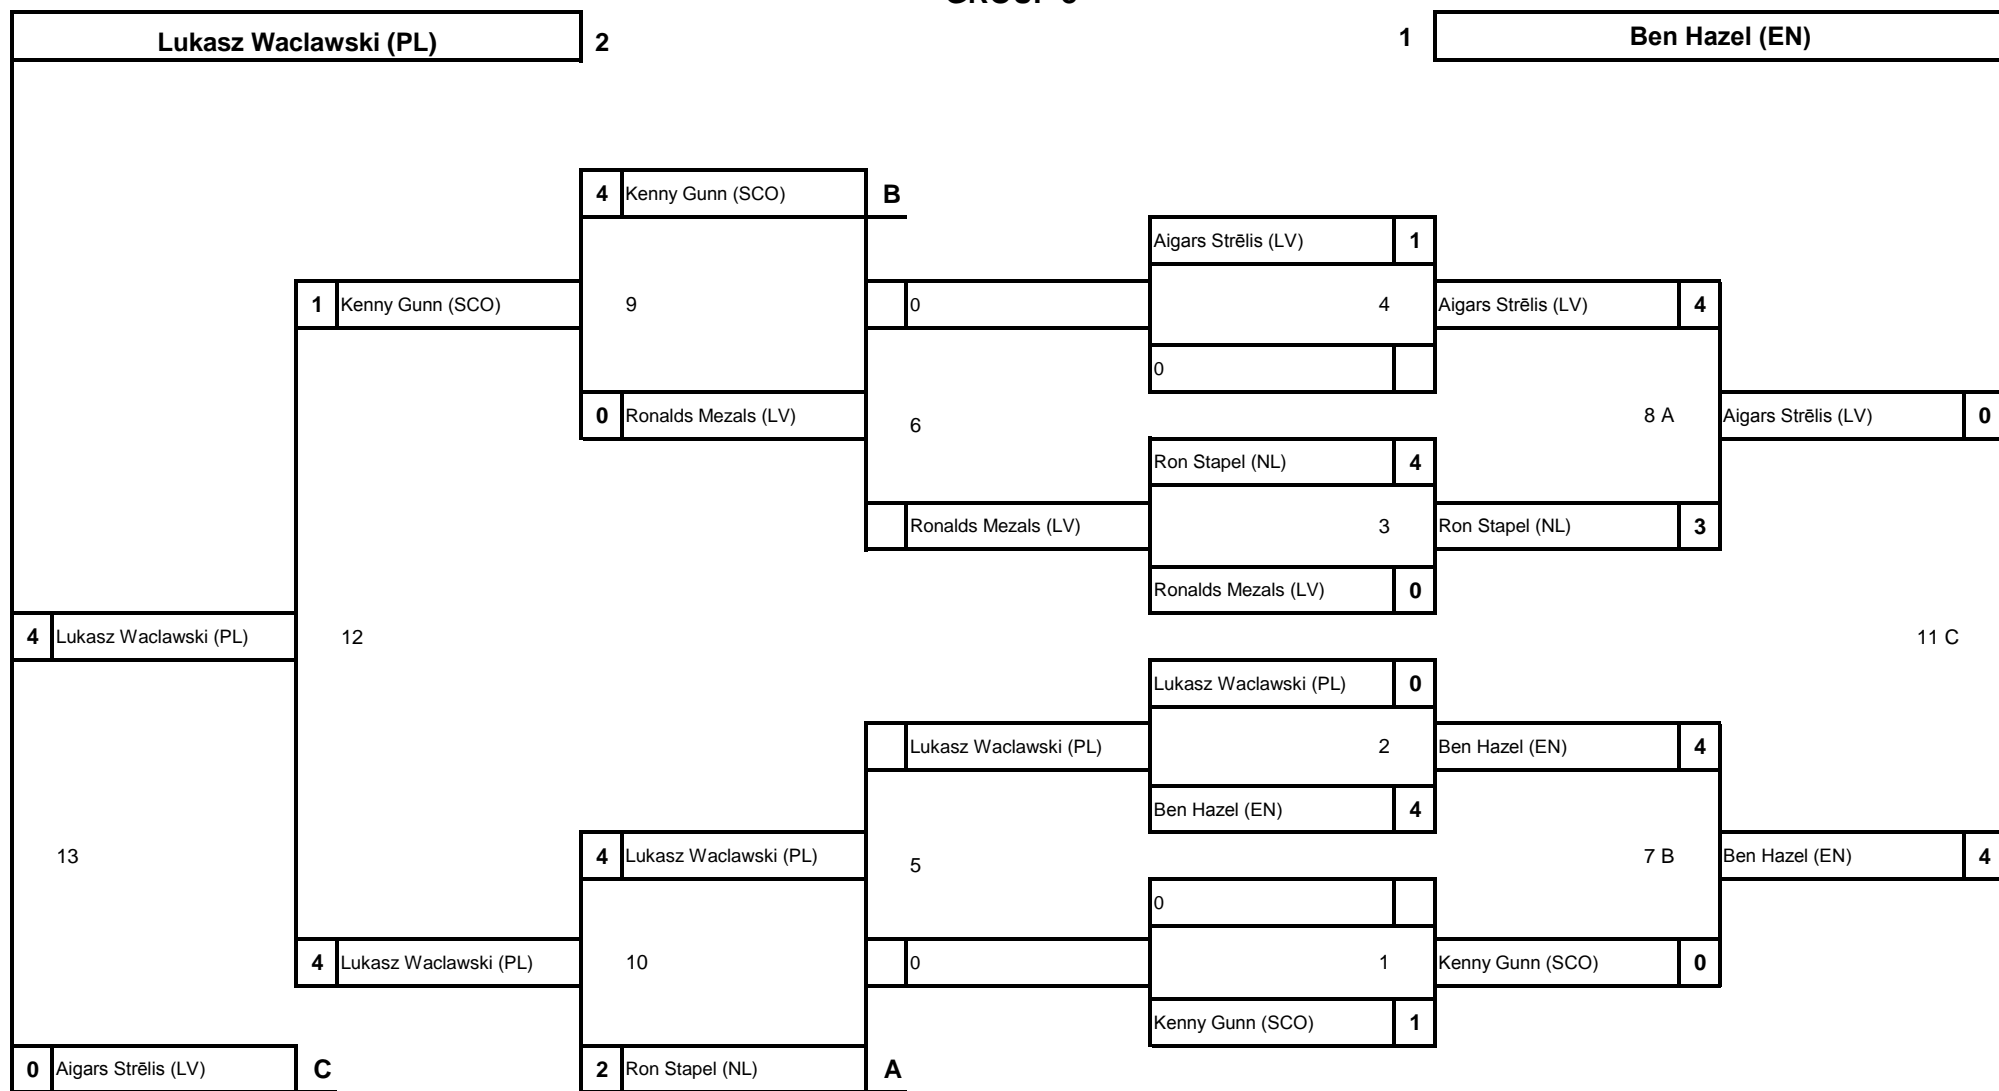 Lukasz Waclawski (PL) 2 1 Ben Hazel (EN)
4 Kenny Gunn (SCO) B
Aigars Strēlis (LV) 1
1 Kenny Gunn (SCO) 9 0 4 Aigars Strēlis (LV) 4
0
0 Ronalds Mezals (LV) 6 8 A Aigars Strēlis (LV) 0
Ron Stapel (NL) 4
Ronalds Mezals (LV) 3 Ron Stapel (NL) 3
Ronalds Mezals (LV) 0
4 Lukasz Waclawski (PL) 12 11 C
Lukasz Waclawski (PL) 0
Lukasz Waclawski (PL) 2 Ben Hazel (EN) 4
Ben Hazel (EN) 4
13 4 Lukasz Waclawski (PL) 5 7 B Ben Hazel (EN) 4
0
4 Lukasz Waclawski (PL) 10 0 1 Kenny Gunn (SCO) 0
Kenny Gunn (SCO) 1
0 Aigars Strēlis (LV) C 2 Ron Stapel (NL) A